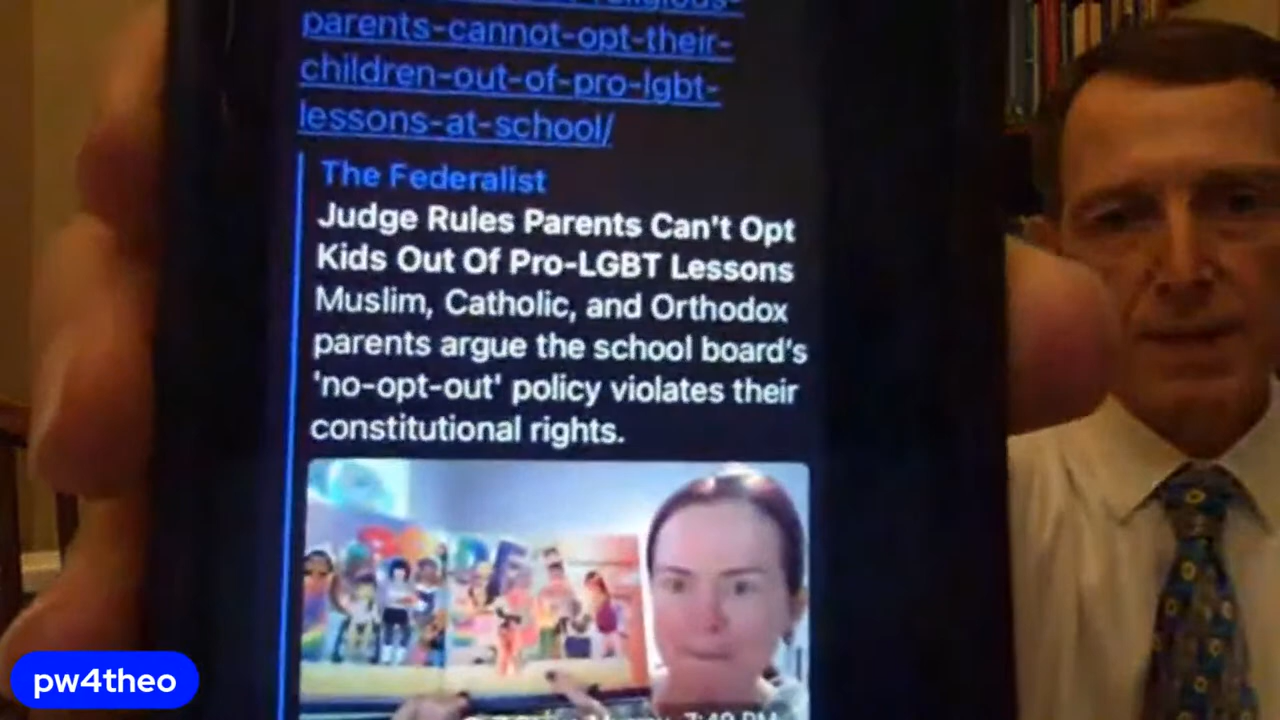 parents-cannot-opt-their-
children-out-of-pro-lgbt-
lessons-at-school/
The Federalist
Judge Rules Parents Can't Opt
Kids Out Of Pro-LGBT Lessons
Muslim, Catholic, and Orthodox
parents argue the school board's
'no-opt-out' policy violates their
constitutional rights.
pw4theo